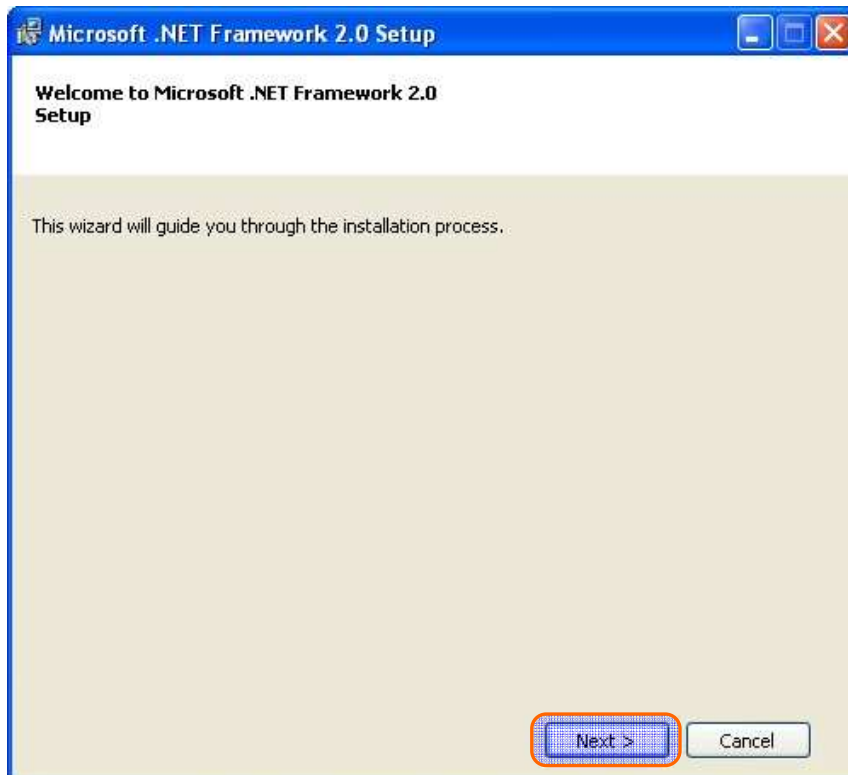 Microsoft .NET Framework 2.0 Setup
Welcome to Microsoft .NET Framework 2.0
Setup
This wizard will guide you through the installation process.
Next >
Cancel